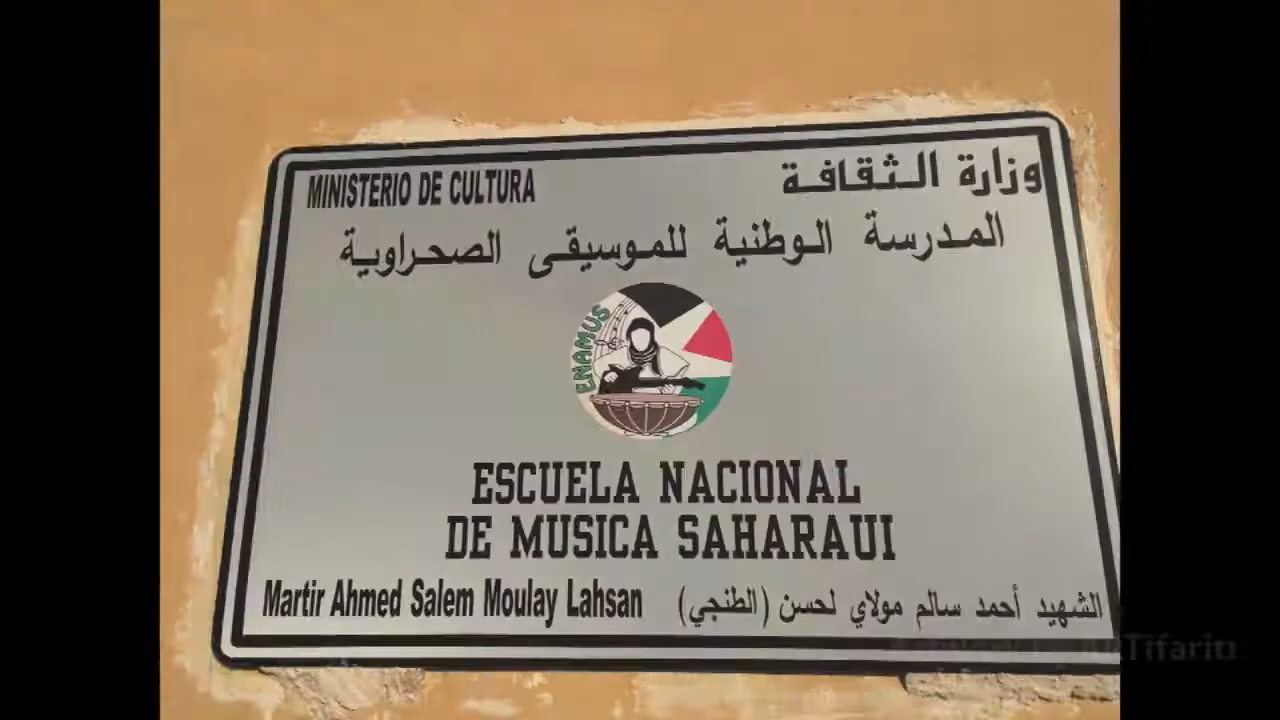 MINISTERIO DE CULTURA
وزارة الثقافة
المدرسة الوطنية للموسيقى الصحراوية
ENAMUS
ESCUELA NACIONAL
DE MUSICA SAHARAUI
Martir Ahmed Salem Moulay Lahsan
الشهيد أحمد سالم مولاي لحسن (الطنجي)